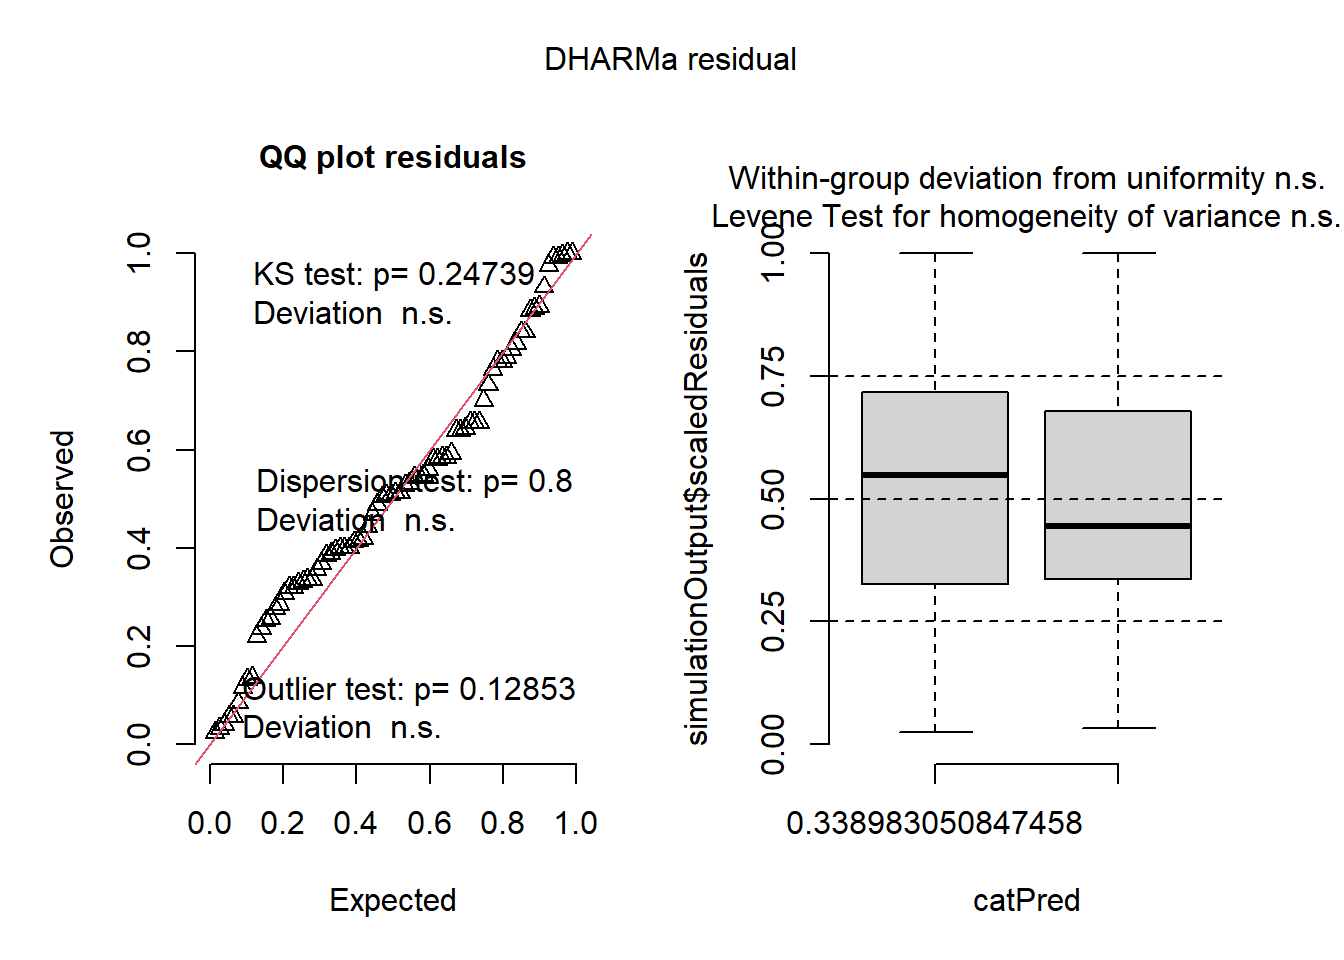 DHARMa residual
QQ plot residuals
KS test: p= 0.24739
Deviation n.s.
Dispersion test: p= 0.8
Deviation n.s.
Outlier test: p= 0.12853
Deviation n.s.
Observed
0.0 0.2 0.4 0.6 0.8 1.0
0.0 0.2 0.4 0.6 0.8 1.0
Expected
Within-group deviation from uniformity n.s.
Levene Test for homogeneity of variance n.s.
simulationOutput$scaledResiduals
0.00 0.25 0.50 0.75 1.00
0.338983050847458
catPred